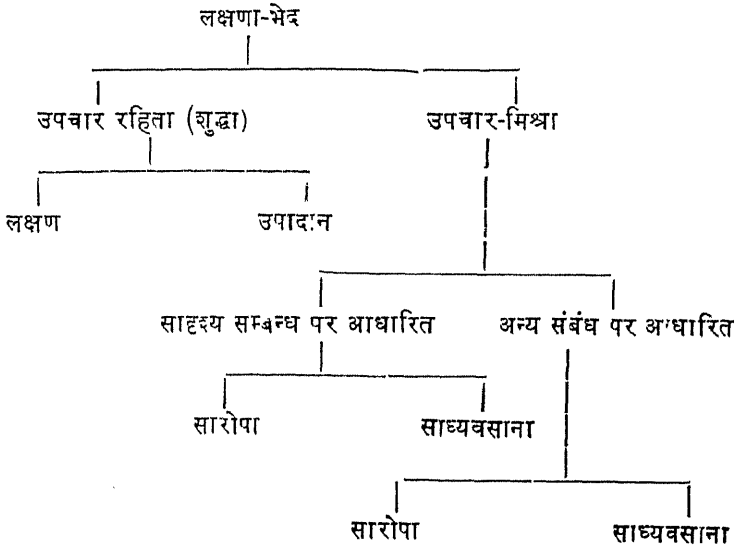 लक्षणा-भेद
उपचार रहिता (शुद्धा) उपचार-मिश्रा
लक्षण उपादान
सादृश्य सम्बन्ध पर आधारित अन्य संबंध पर आधारित
सारोपा साध्यवसाना
सारोपा साध्यवसाना